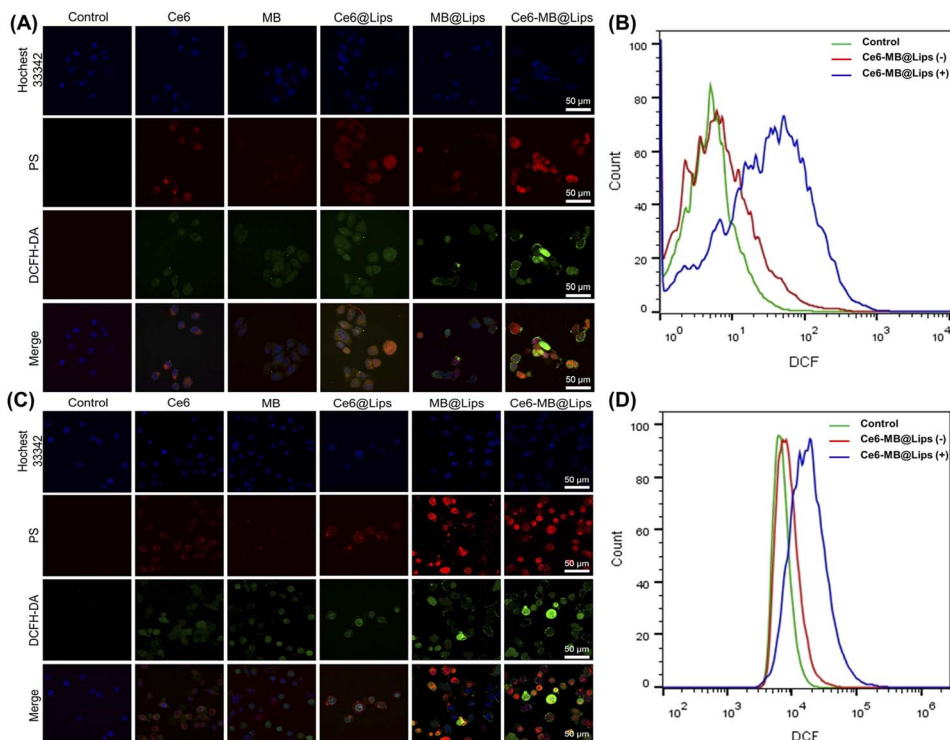 (A)
Control Ce6 MB Ce6@Lips MB@Lips Ce6-MB@Lips
Hochest
33342
50 μm
PS
50 μm
DCFH-DA
50 μm
Merge
50 μm
(B)
Control
Ce6-MB@Lips (-)
Ce6-MB@Lips (+)
Count
100
80
60
40
20
0
10^0 10^1 10^2 10^3 10^4
DCF
(C)
Control Ce6 MB Ce6@Lips MB@Lips Ce6-MB@Lips
Hochest
33342
50 μm
PS
50 μm
DCFH-DA
50 μm
Merge
50 μm
(D)
Control
Ce6-MB@Lips (-)
Ce6-MB@Lips (+)
Count
100
80
60
40
20
0
10^2 10^3 10^4 10^5 10^6
DCF